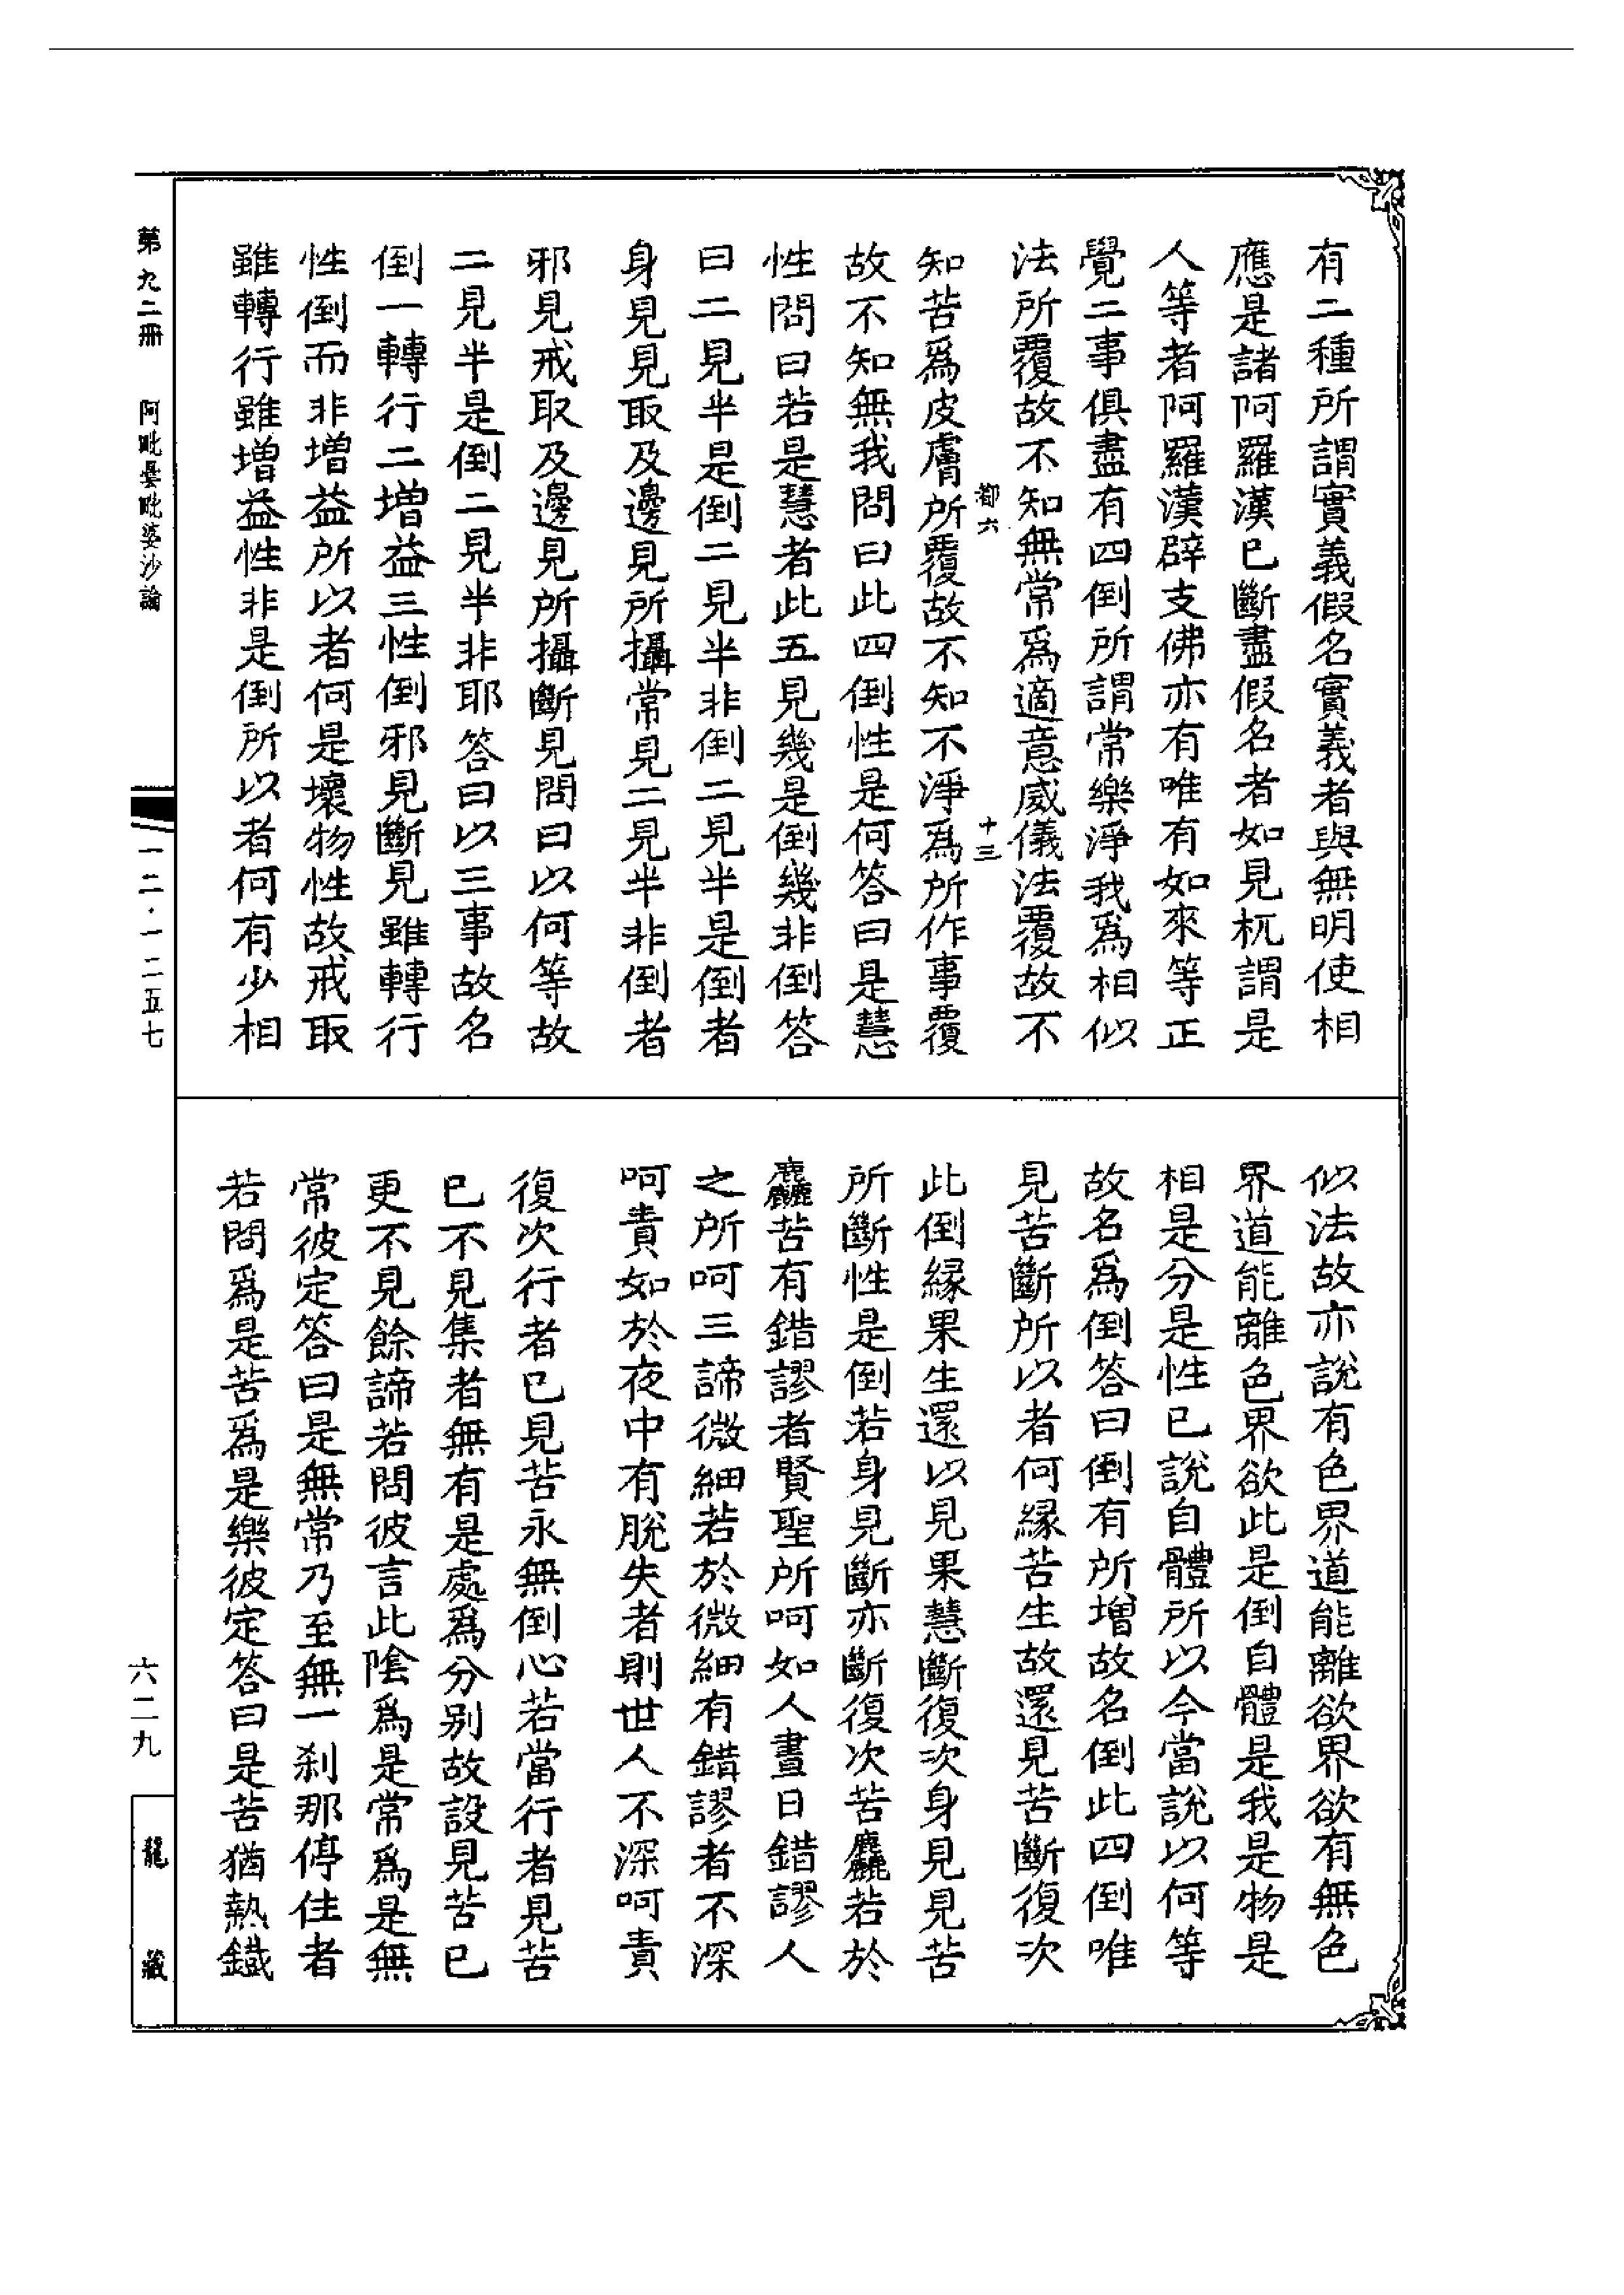 有二種所謂實義假名實義者與無明使相
應是諸阿羅漢已斷盡假名者如見杌謂是
人等者阿羅漢辟支佛亦有唯有如來等正
覺二事俱盡有四倒所謂常樂淨我爲相似
法所覆故不知無常爲適意威儀法覆故不
都六 十三
知苦爲皮膚所覆故不知不淨爲所作事覆
故不知無我問曰此四倒性是何答曰是慧
性問曰若是慧者此五見幾是倒幾非倒答
曰二見半是倒二見半非倒二見半是倒者
身見見取及邊見所攝常見二見半非倒者
邪見戒取及邊見所攝斷見問曰以何等故
二見半是倒二見半非耶答曰以三事故名
倒一轉行二增益三性倒邪見斷見雖轉行
性倒而非增益所以者何是壞物性故戒取
雖轉行雖增益性非是倒所以者何有少相
似法故亦說有色界道能離欲界欲有無色
界道能離色界欲此是倒自體是我是物是
相是分是性已說自體所以今當說以何等
故名爲倒答曰倒有所增故名倒此四倒唯
見苦斷所以者何緣苦生故還見苦斷復次
此倒緣果生還以見果慧斷復次身見見苦
所斷性是倒若身見斷亦斷復次苦麤若於
麤苦有錯謬者賢聖所呵如人晝日錯謬人
之所呵三諦微細若於微細有錯謬者不深
呵責如於夜中有脫失者則世人不深呵責
復次行者已見苦永無倒心若當行者見苦
已不見集者無有是處爲分别故設見苦已
更不見餘諦若問彼言此陰爲是常爲是無
常彼定答曰是無常乃至無一刹那停住者
若問爲是苦爲是樂彼定答曰是苦猶熱鐵
第九二冊 阿毗曇毗婆沙論
一二·一二五七
六二九
龍藏